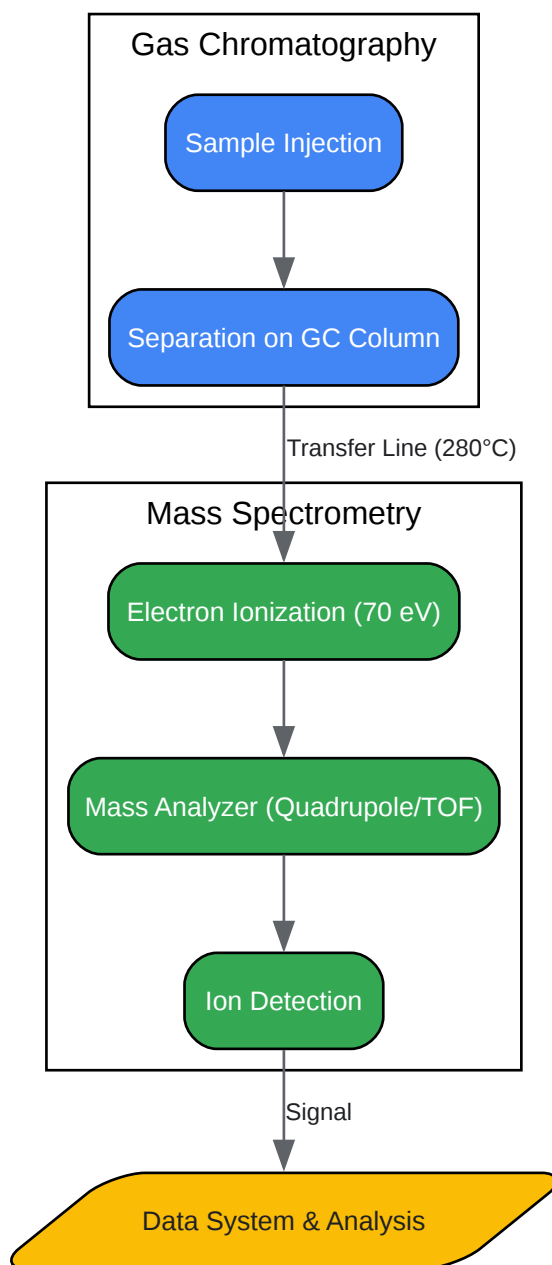 Gas Chromatography
Sample Injection
Separation on GC Column
Transfer Line (280°C)
Mass Spectrometry
Electron Ionization (70 eV)
Mass Analyzer (Quadrupole/TOF)
Ion Detection
Signal
Data System & Analysis